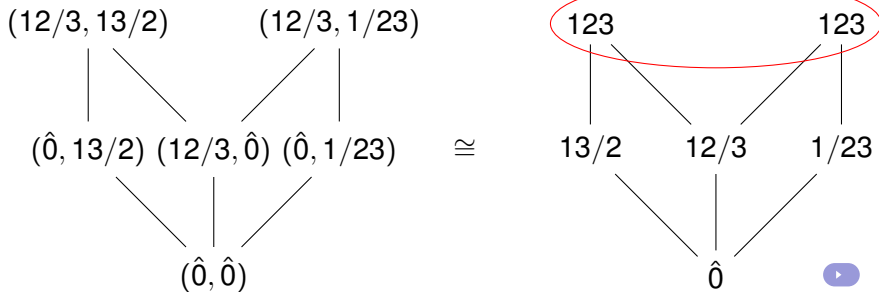 (12/3, 13/2) (12/3, 1/23) 123 123
(0̂, 13/2) (12/3, 0̂) (0̂, 1/23) ≅ 13/2 12/3 1/23
(0̂, 0̂) 0̂